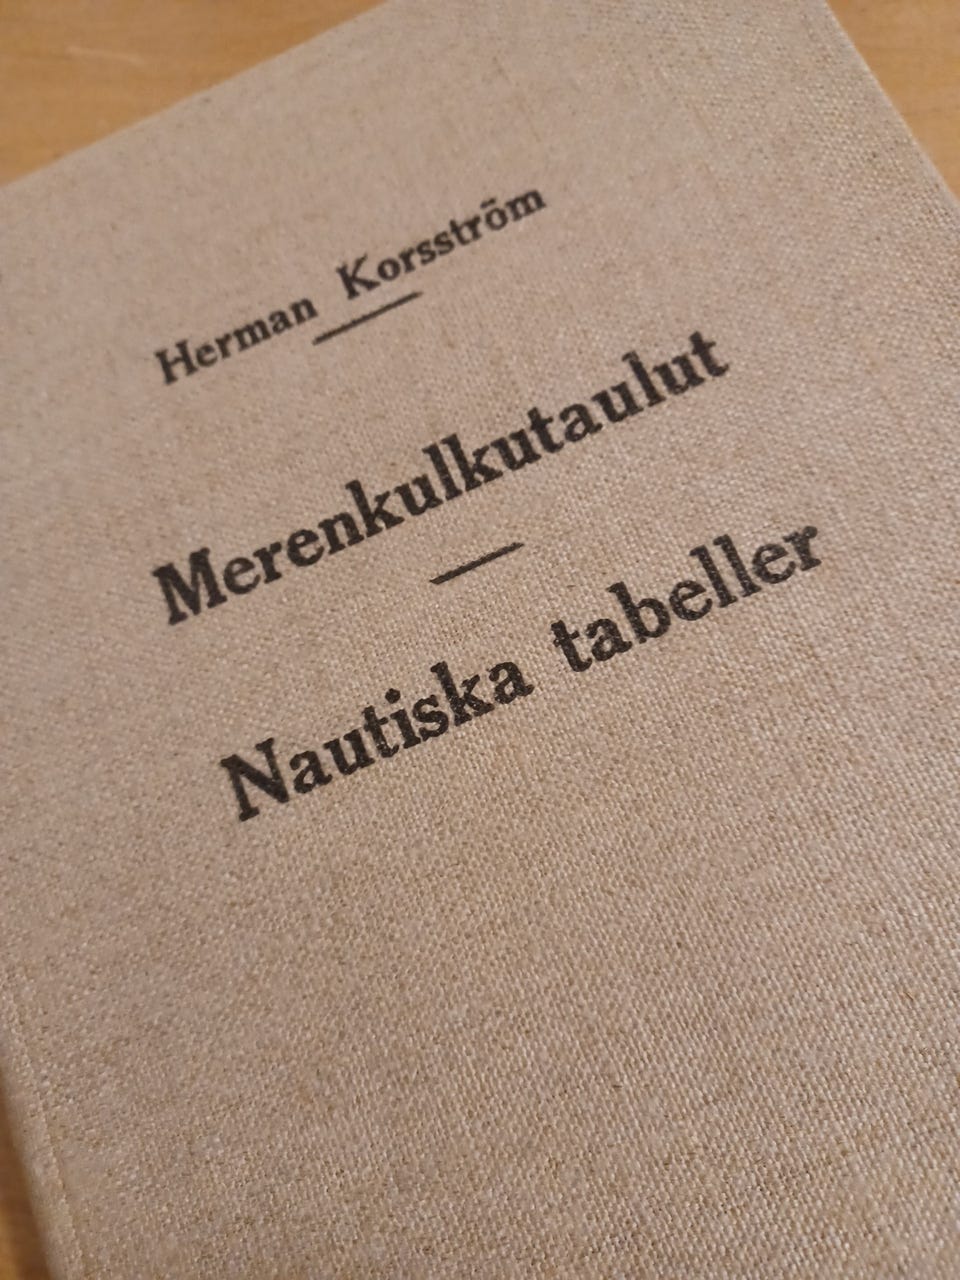 Herman Korsström
Merenkulkutaulut
Nautiska tabeller